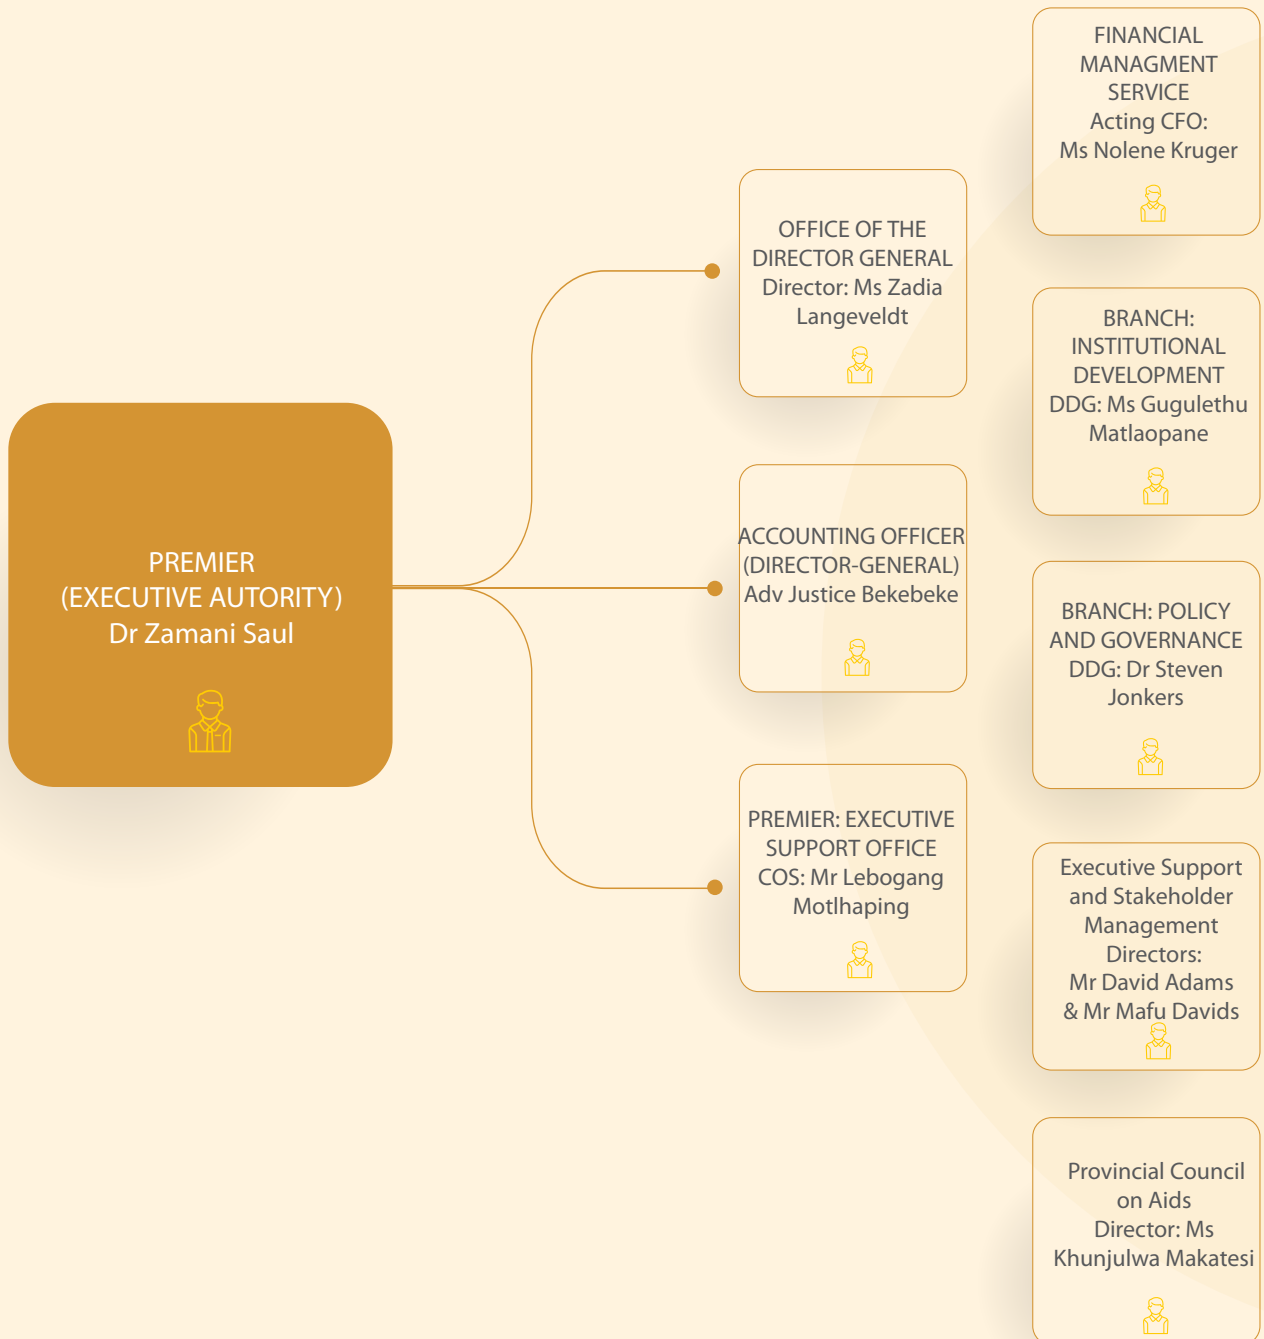 PREMIER
(EXECUTIVE AUTORITY)
Dr Zamani Saul
OFFICE OF THE
DIRECTOR GENERAL
Director: Ms Zadia
Langeveldt
ACCOUNTING OFFICER
(DIRECTOR-GENERAL)
Adv Justice Bekebeke
PREMIER: EXECUTIVE
SUPPORT OFFICE
COS: Mr Lebogang
Motlhaping
FINANCIAL
MANAGMENT
SERVICE
Acting CFO:
Ms Nolene Kruger
BRANCH:
INSTITUTIONAL
DEVELOPMENT
DDG: Ms Gugulethu
Matlaopane
BRANCH: POLICY
AND GOVERNANCE
DDG: Dr Steven
Jonkers
Executive Support
and Stakeholder
Management
Directors:
Mr David Adams
& Mr Mafu Davids
Provincial Council
on Aids
Director: Ms
Khunjulwa Makatesi